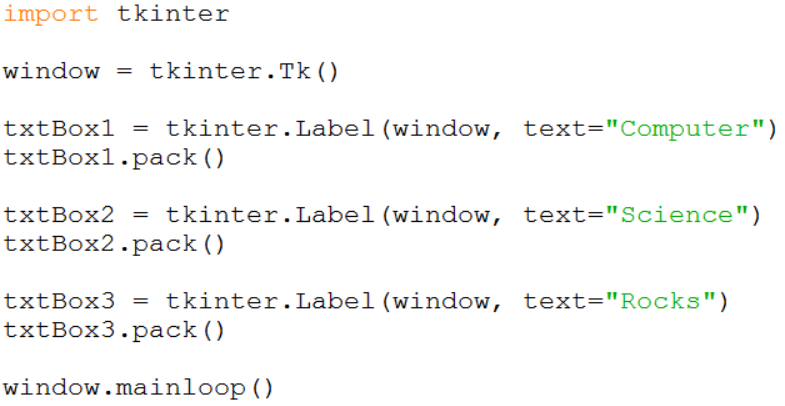 import tkinter
window = tkinter.Tk()
txtBox1 = tkinter.Label(window, text="Computer")
txtBox1.pack()
txtBox2 = tkinter.Label(window, text="Science")
txtBox2.pack()
txtBox3 = tkinter.Label(window, text="Rocks")
txtBox3.pack()
window.mainloop()